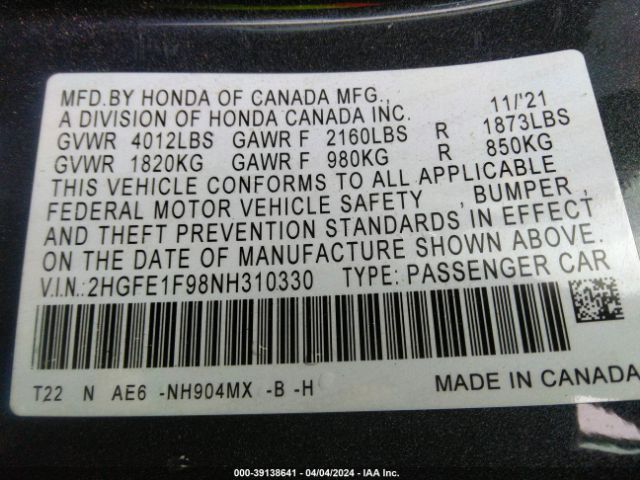 MFD.BY HONDA OF CANADA MFG., 11/'21
A DIVISION OF HONDA CANADA INC.
GVWR 4012LBS GAWR F 2160LBS R 1873LBS
GVWR 1820KG GAWR F 980KG R 850KG
THIS VEHICLE CONFORMS TO ALL APPLICABLE
FEDERAL MOTOR VEHICLE SAFETY , BUMPER ,
AND THEFT PREVENTION STANDARDS IN EFFECT
ON THE DATE OF MANUFACTURE SHOWN ABOVE.
V.I.N.:2HGFE1F98NH310330 TYPE: PASSENGER CAR
T22 N AE6 -NH904MX -B -H MADE IN CANADA
000-39138641 - 04/04/2024 - IAA Inc.